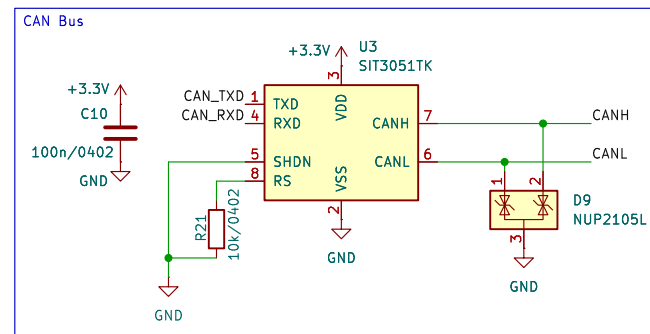 CAN Bus
+3.3V
U3
SIT3051TK
3
+3.3V
C10
100n/0402
GND
CAN_TXD
CAN_RXD
1
4
5
8
TXD
RXD
SHDN
RS
VDD
VSS
CANH
CANL
7
6
2
GND
CANH
CANL
1
2
3
D9
NUP2105L
GND
R21
10k/0402
GND